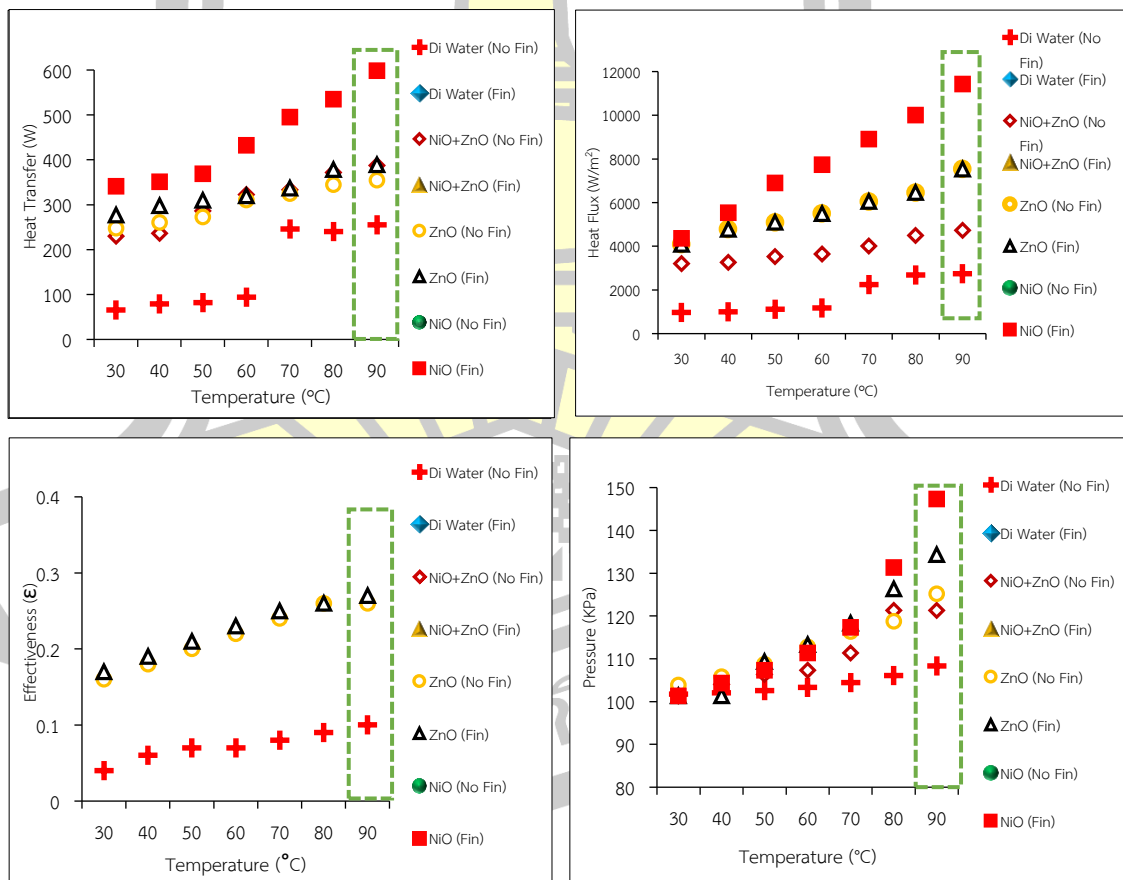 Heat Transfer (W)
600
500
400
300
200
100
0
30 40 50 60 70 80 90
Temperature (°C)
Di Water (No Fin)
Di Water (Fin)
NiO+ZnO (No Fin)
NiO+ZnO (Fin)
ZnO (No Fin)
ZnO (Fin)
NiO (No Fin)
NiO (Fin)
Heat Flux (W/m²)
12000
10000
8000
6000
4000
2000
0
30 40 50 60 70 80 90
Temperature (°C)
Di Water (No
Fin)
Di Water (Fin)
NiO+ZnO (No
Fin)
NiO+ZnO (Fin)
ZnO (No Fin)
ZnO (Fin)
NiO (No Fin)
NiO (Fin)
Effectiveness (ε)
0.4
0.3
0.2
0.1
0
30 40 50 60 70 80 90
Temperature (°C)
Di Water (No Fin)
Di Water (Fin)
NiO+ZnO (No Fin)
NiO+ZnO (Fin)
ZnO (No Fin)
ZnO (Fin)
NiO (No Fin)
NiO (Fin)
Pressure (KPa)
150
140
130
120
110
100
90
80
30 40 50 60 70 80 90
Temperature (°C)
Di Water (No Fin)
Di Water (Fin)
NiO+ZnO (No Fin)
NiO+ZnO (Fin)
ZnO (No Fin)
ZnO (Fin)
NiO (No Fin)
NiO (Fin)